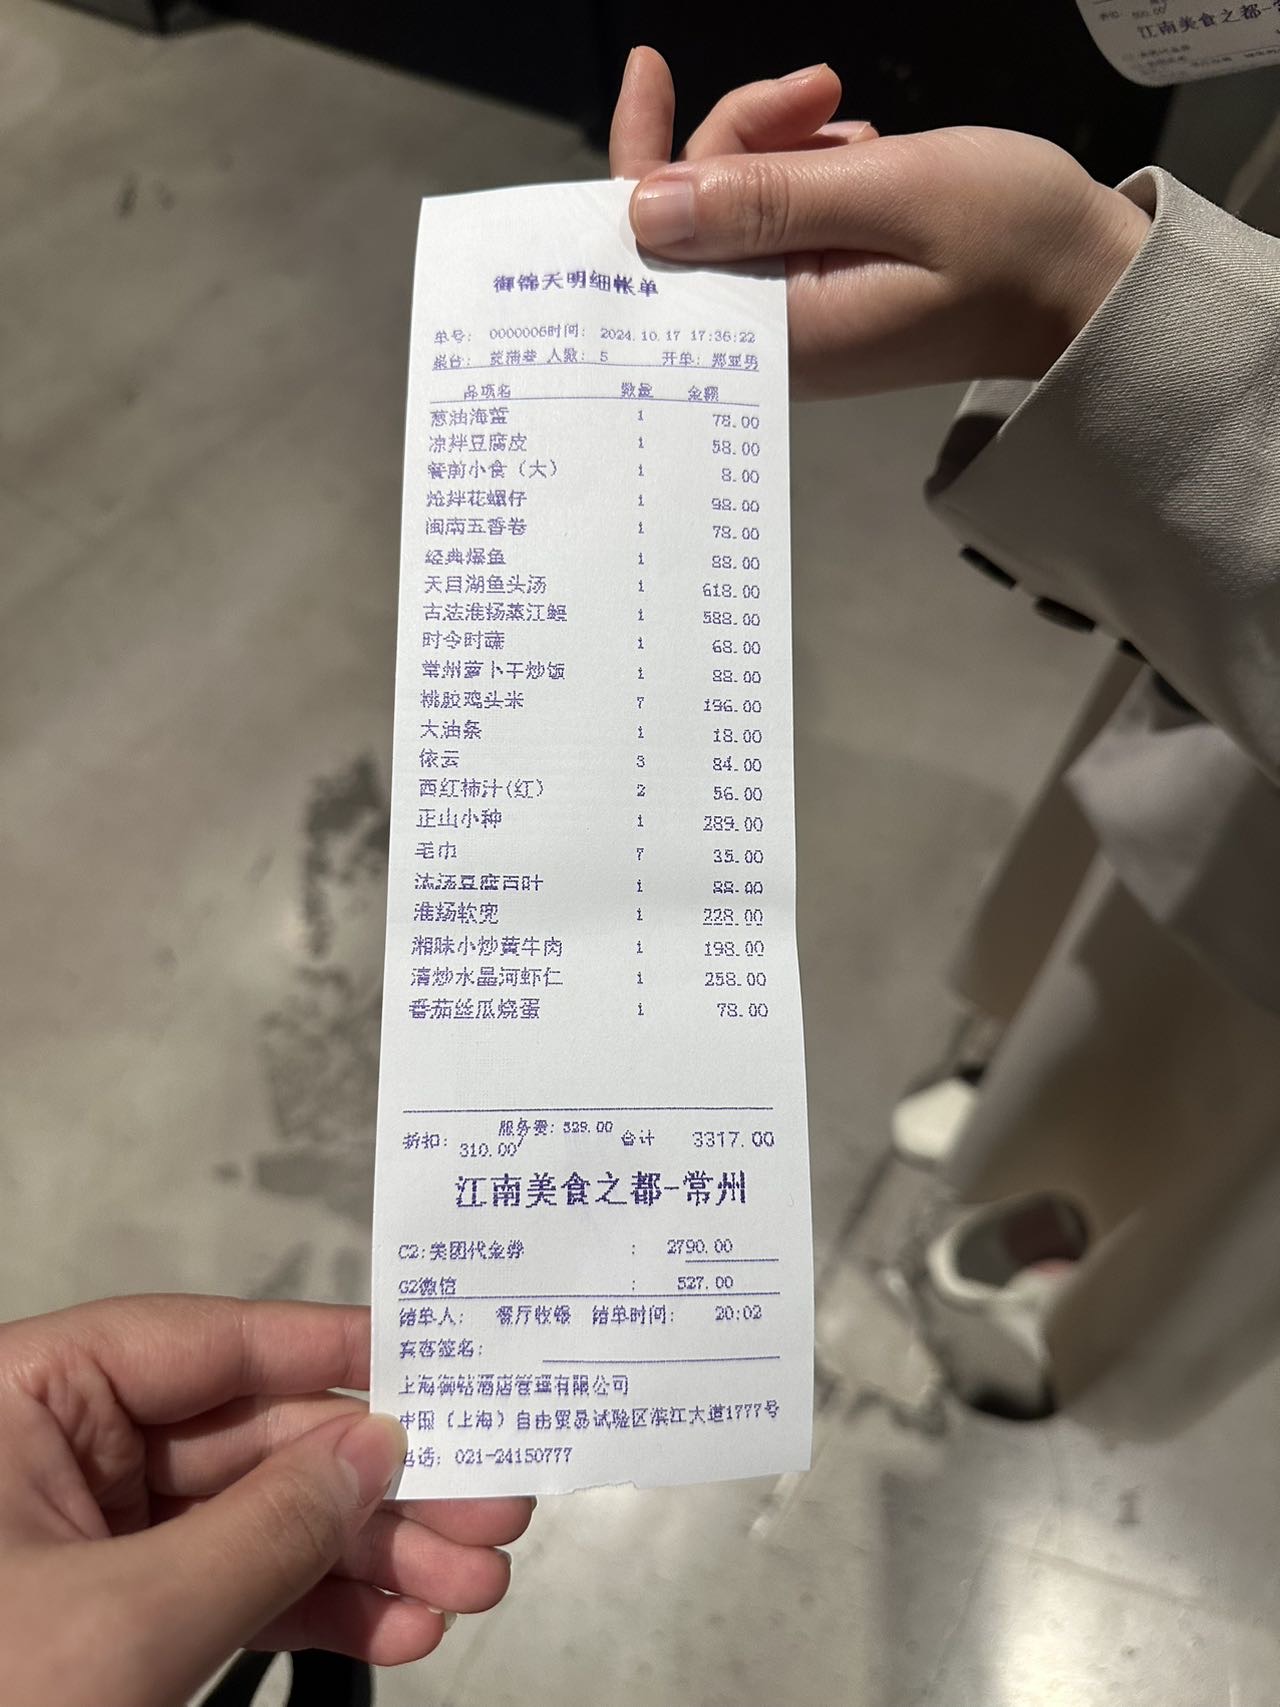 御锦天明细帐单
单号: 0000006时间: 2024.10.17 17:36:22
桌台: 菱蒲巷 人数: 5 开单: 郑亚男
品项名 数量 金额
葱油海蜇 1 78.00
凉拌豆腐皮 1 58.00
餐前小食（大） 1 8.00
炝拌花螺仔 1 98.00
闽南五香卷 1 78.00
经典爆鱼 1 88.00
天目湖鱼头汤 1 618.00
古法淮扬蒸江鳗 1 588.00
时令时蔬 1 68.00
常州萝卜干炒饭 1 88.00
桃胶鸡头米 7 196.00
大油条 1 18.00
依云 3 84.00
西红柿汁(红) 2 56.00
正山小种 1 289.00
毛巾 7 35.00
浓汤豆腐百叶 1 88.00
淮扬软兜 1 228.00
湘味小炒黄牛肉 1 198.00
清炒水晶河虾仁 1 258.00
番茄丝瓜烧蛋 1 78.00
折扣: 310.00 服务费: 529.00 合计 3317.00
江南美食之都-常州
C2:美团代金券 : 2790.00
G2微信 : 527.00
结单人: 餐厅收银 结单时间: 20:02
宾客签名:
上海御钻酒店管理有限公司
中国（上海）自由贸易试验区滨江大道1777号
电话: 021-24150777
江南美食之都-